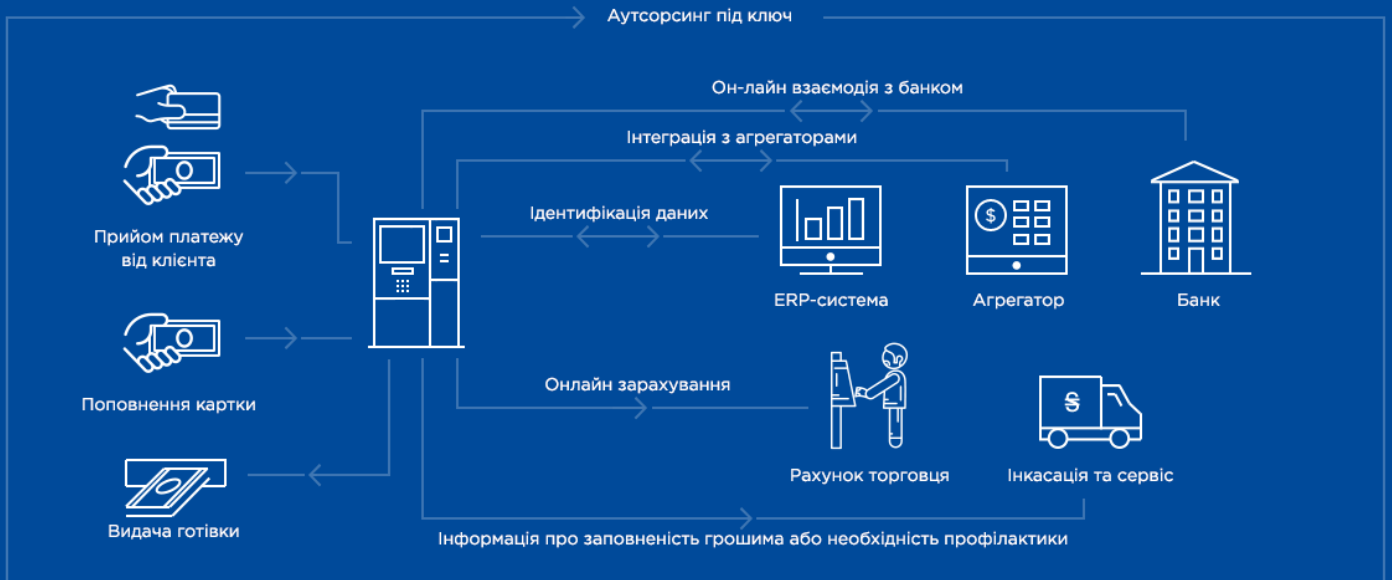 Аутсорсинг під ключ
Он-лайн взаємодія з банком
Інтеграція з агрегаторами
Ідентифікація даних
Прийом платежу
від клієнта
ERP-система
Агрегатор
Банк
Онлайн зарахування
Поповнення картки
Рахунок торговця
Інкасація та сервіс
Видача готівки
Інформація про заповненість грошима або необхідність профілактики